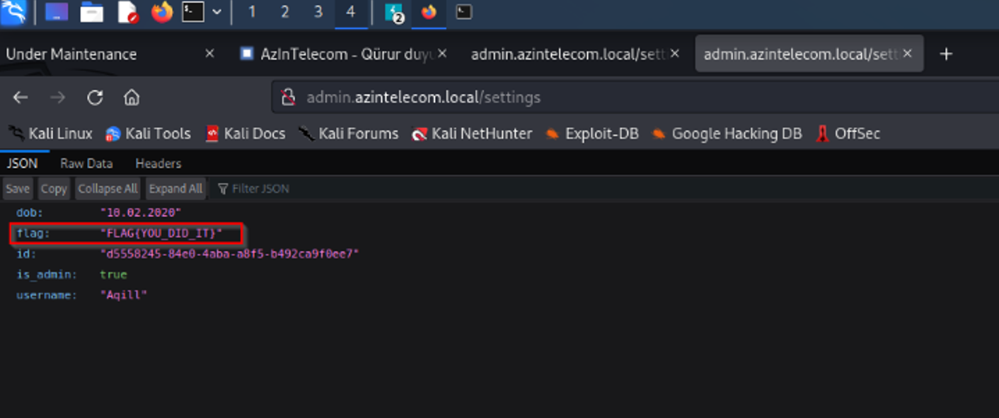 1 2 3 4 2
Under Maintenance × AzInTelecom - Qürur duyu × admin.azintelecom.local/sett × admin.azintelecom.local/sett × +
admin.azintelecom.local/settings
Kali Linux Kali Tools Kali Docs Kali Forums Kali NetHunter Exploit-DB Google Hacking DB OffSec
JSON Raw Data Headers
Save Copy Collapse All Expand All Filter JSON
dob: "10.02.2020"
flag: "FLAG{YOU_DID_IT}"
id: "d5558245-84e0-4aba-a8f5-b492ca9f0ee7"
is_admin: true
username: "Aqill"